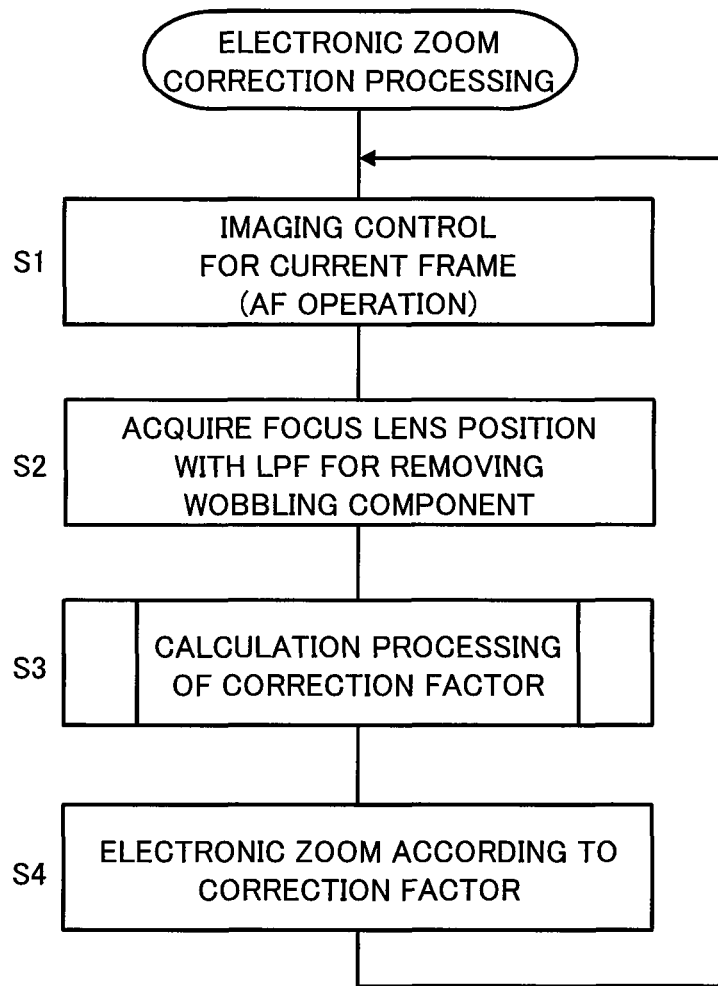 ELECTRONIC ZOOM
CORRECTION PROCESSING
S1
IMAGING CONTROL
FOR CURRENT FRAME
(AF OPERATION)
S2
ACQUIRE FOCUS LENS POSITION
WITH LPF FOR REMOVING
WOBBLING COMPONENT
S3
CALCULATION PROCESSING
OF CORRECTION FACTOR
S4
ELECTRONIC ZOOM ACCORDING TO
CORRECTION FACTOR